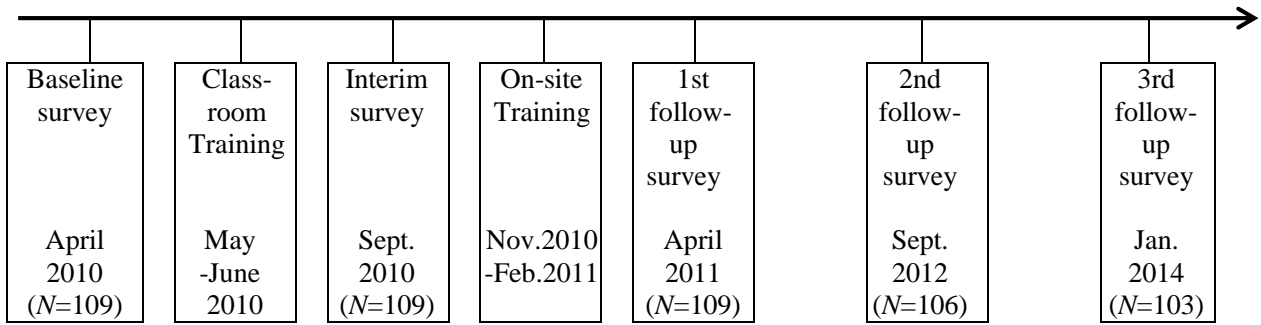 Baseline
survey
April
2010
(N=109)
Class-
room
Training
May
-June
2010
Interim
survey
Sept.
2010
(N=109)
On-site
Training
Nov.2010
-Feb.2011
1st
follow-
up
survey
April
2011
(N=109)
2nd
follow-
up
survey
Sept.
2012
(N=106)
3rd
follow-
up
survey
Jan.
2014
(N=103)